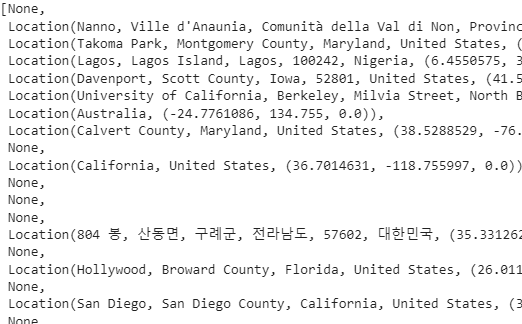 [None,
Location(Nanno, Ville d'Anaunia, Comunità della Val di Non, Provinc
Location(Takoma Park, Montgomery County, Maryland, United States, (
Location(Lagos, Lagos Island, Lagos, 100242, Nigeria, (6.4550575, 3
Location(Davenport, Scott County, Iowa, 52801, United States, (41.5
Location(University of California, Berkeley, Milvia Street, North B
Location(Australia, (-24.7761086, 134.755, 0.0)),
Location(Calvert County, Maryland, United States, (38.5288529, -76.
None,
Location(California, United States, (36.7014631, -118.755997, 0.0))
None,
None,
None,
Location(804 봉, 산동면, 구례군, 전라남도, 57602, 대한민국, (35.331262
None,
Location(Hollywood, Broward County, Florida, United States, (26.011
None,
Location(San Diego, San Diego County, California, United States, (3
None